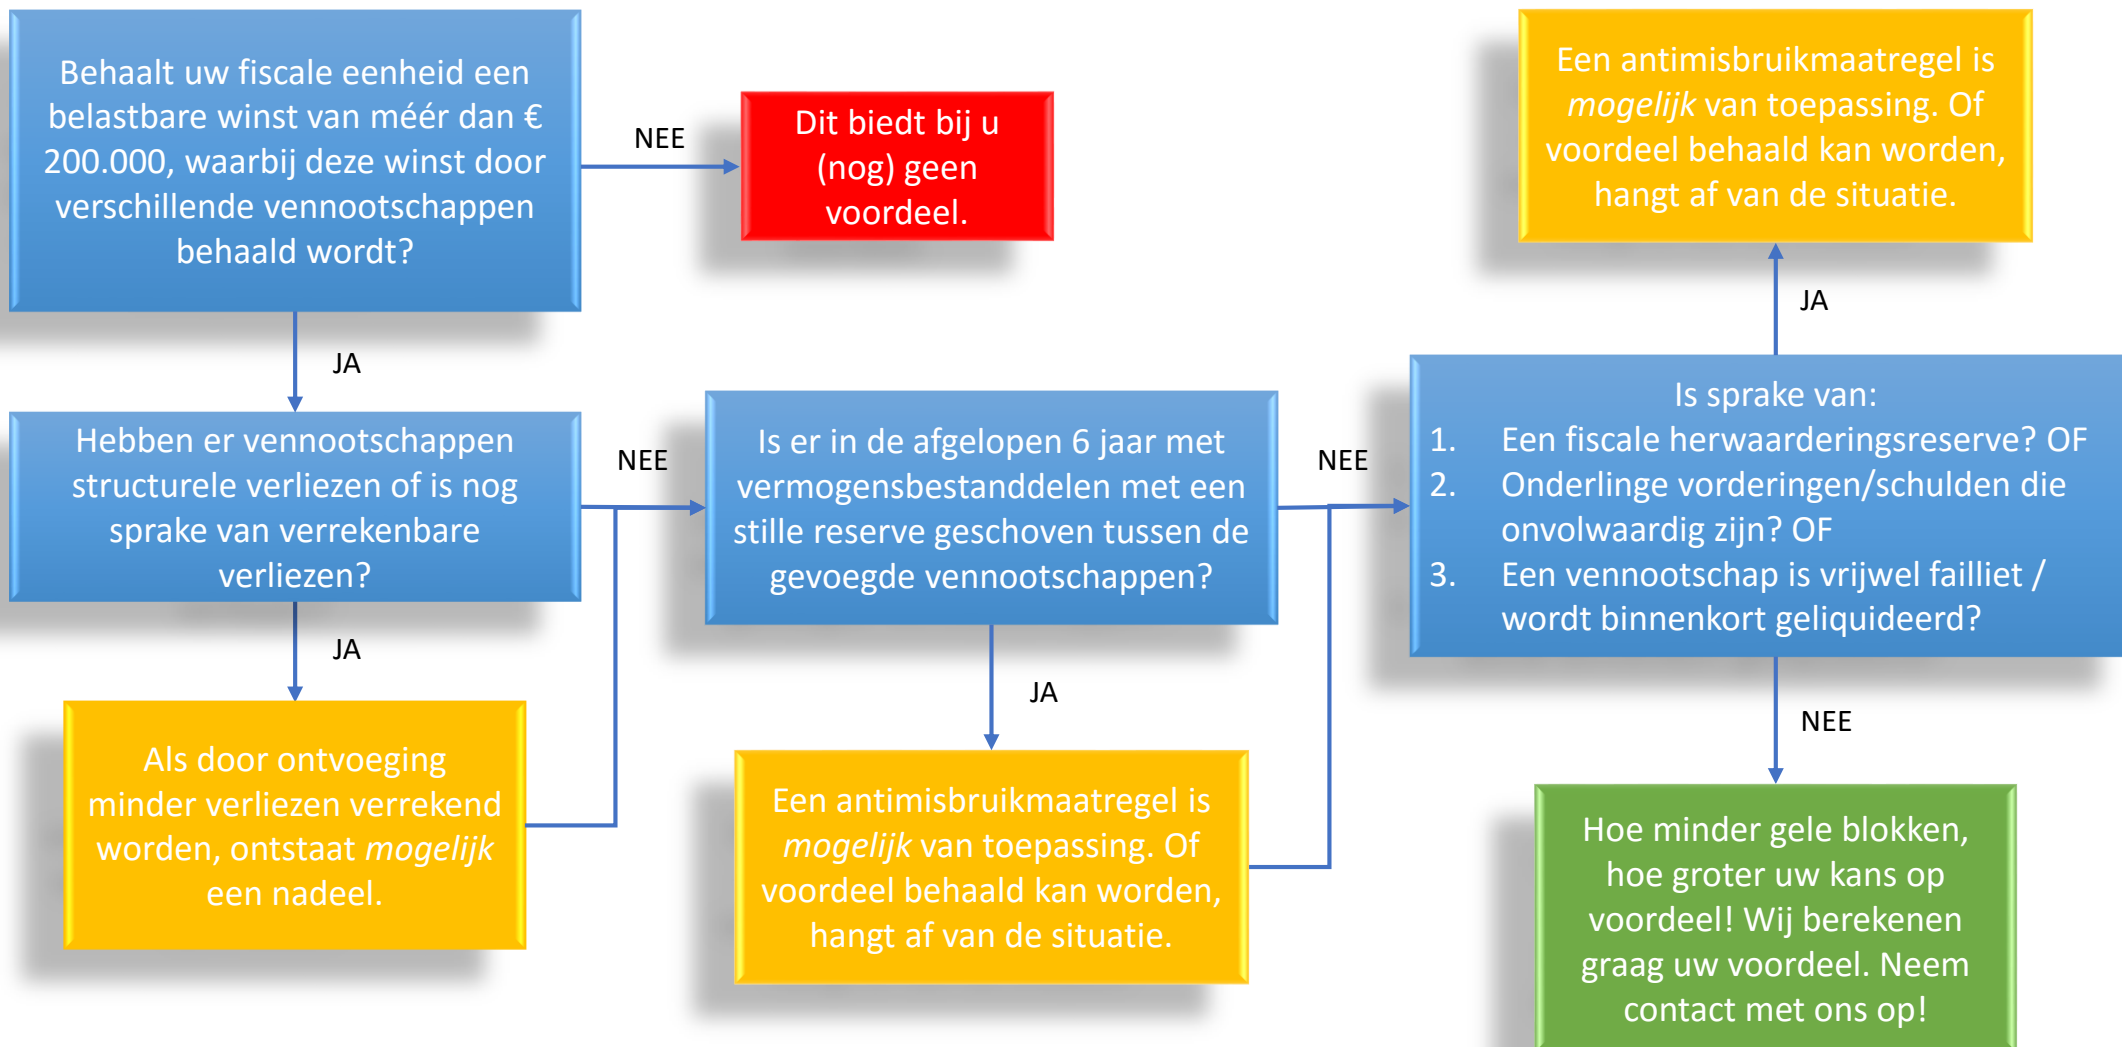 Behaalt uw fiscale eenheid een
belastbare winst van méér dan €
200.000, waarbij deze winst door
verschillende vennootschappen
behaald wordt?
NEE
Dit biedt bij u
(nog) geen
voordeel.
Een antimisbruikmaatregel is
mogelijk van toepassing. Of
voordeel behaald kan worden,
hangt af van de situatie.
JA
JA
Hebben er vennootschappen
structurele verliezen of is nog
sprake van verrekenbare
verliezen?
NEE
Is er in de afgelopen 6 jaar met
vermogensbestanddelen met een
stille reserve geschoven tussen de
gevoegde vennootschappen?
NEE
Is sprake van:
1. Een fiscale herwaarderingsreserve? OF
2. Onderlinge vorderingen/schulden die
onvolwaardig zijn? OF
3. Een vennootschap is vrijwel failliet /
wordt binnenkort geliquideerd?
JA
JA
NEE
Als door ontvoeging
minder verliezen verrekend
worden, ontstaat mogelijk
een nadeel.
Een antimisbruikmaatregel is
mogelijk van toepassing. Of
voordeel behaald kan worden,
hangt af van de situatie.
Hoe minder gele blokken,
hoe groter uw kans op
voordeel! Wij berekenen
graag uw voordeel. Neem
contact met ons op!